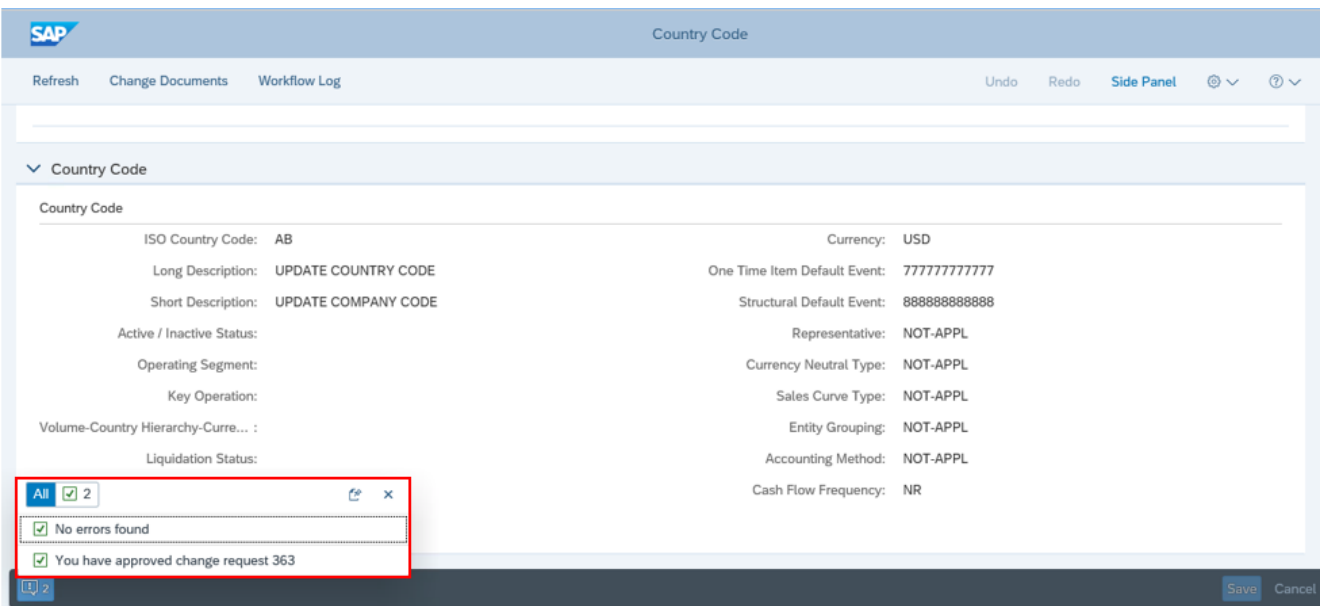 SAP
Country Code
Refresh Change Documents Workflow Log Undo Redo Side Panel
Country Code
Country Code
ISO Country Code: AB
Long Description: UPDATE COUNTRY CODE
Short Description: UPDATE COMPANY CODE
Active / Inactive Status:
Operating Segment:
Key Operation:
Volume-Country Hierarchy-Curre... :
Liquidation Status:
Currency: USD
One Time Item Default Event: 777777777777
Structural Default Event: 888888888888
Representative: NOT-APPL
Currency Neutral Type: NOT-APPL
Sales Curve Type: NOT-APPL
Entity Grouping: NOT-APPL
Accounting Method: NOT-APPL
Cash Flow Frequency: NR
All 2
No errors found
You have approved change request 363
2 Save Cancel